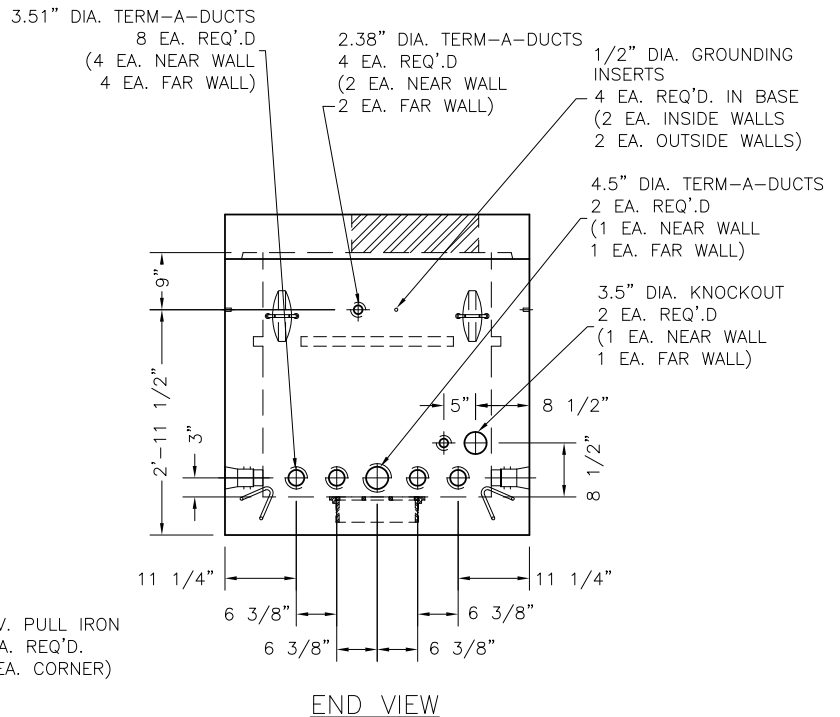 3.51” DIA. TERM-A-DUCTS
8 EA. REQ’.D
(4 EA. NEAR WALL
4 EA. FAR WALL)
2.38” DIA. TERM-A-DUCTS
4 EA. REQ’.D
(2 EA. NEAR WALL
2 EA. FAR WALL)
1/2” DIA. GROUNDING
INSERTS
4 EA. REQ’D. IN BASE
(2 EA. INSIDE WALLS
2 EA. OUTSIDE WALLS)
4.5” DIA. TERM-A-DUCTS
2 EA. REQ’.D
(1 EA. NEAR WALL
1 EA. FAR WALL)
3.5” DIA. KNOCKOUT
2 EA. REQ’.D
(1 EA. NEAR WALL
1 EA. FAR WALL)
9”
2’-11 1/2”
3”
5”
8 1/2”
8 1/2”
11 1/4”
11 1/4”
6 3/8”
6 3/8”
6 3/8”
6 3/8”
PULL IRON
REQ’D.
EA. CORNER)
END VIEW